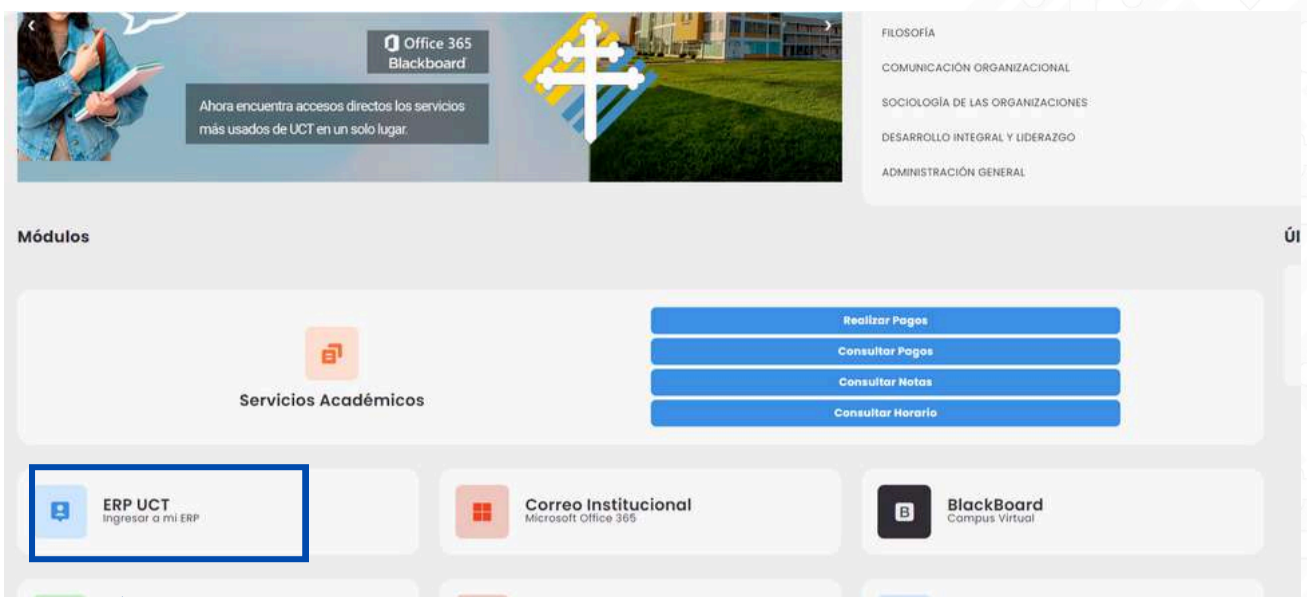 Office 365
Blackboard
Ahora encuentra accesos directos los servicios
más usados de UCT en un solo lugar.
FILOSOFÍA
COMUNICACIÓN ORGANIZACIONAL
SOCIOLOGÍA DE LAS ORGANIZACIONES
DESARROLLO INTEGRAL Y LIDERAZGO
ADMINISTRACIÓN GENERAL
Módulos
Úl
Servicios Académicos
Realizar Pagos
Consultar Pagos
Consultar Notas
Consultar Horario
ERP UCT
Ingresar a mi ERP
Correo Institucional
Microsoft Office 365
B
BlackBoard
Campus Virtual